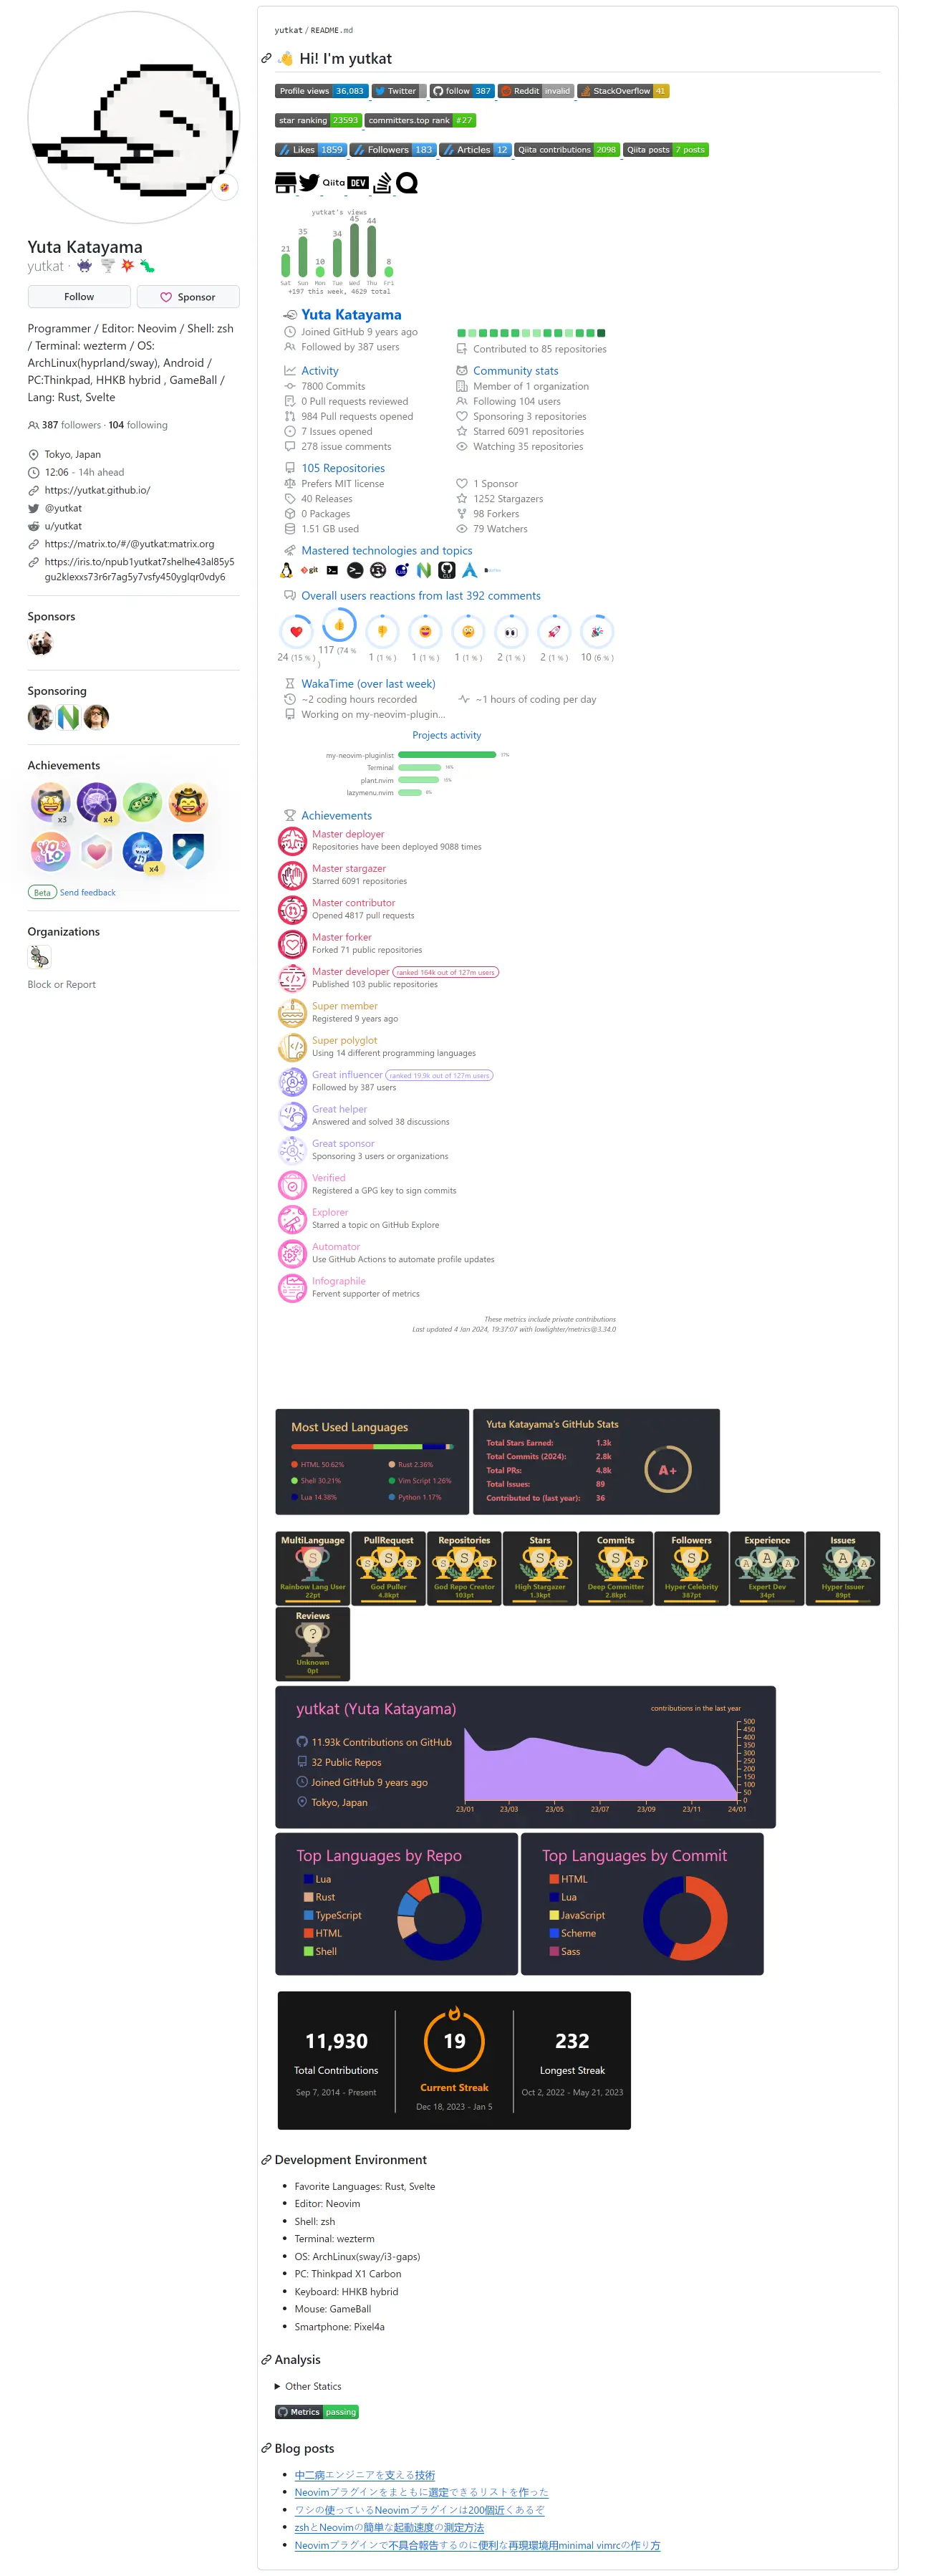 Yuta Katayama
yutkat ·
Follow
Sponsor
Programmer / Editor: Neovim / Shell: zsh
/ Terminal: wezterm / OS:
ArchLinux(hyprland/sway), Android /
PC:Thinkpad, HHKB hybrid , GameBall /
Lang: Rust, Svelte
387 followers · 104 following
Tokyo, Japan
12:06 - 14h ahead
https://yutkat.github.io/
@yutkat
u/yutkat
https://matrix.to/#/@yutkat:matrix.org
https://iris.to/npub1yutkat7shelhe43al85y5
gu2klexxs73r6r7ag5y7vsfy450yglqr0vdy6
Sponsors
Sponsoring
Achievements
x3
x4
YOLO
x4
Beta Send feedback
Organizations
Block or Report
yutkat / README.md
Hi! I'm yutkat
Profile views 36,083 Twitter follow 387 Reddit invalid StackOverflow 41
star ranking 23593 committers.top rank #27
Likes 1859 Followers 183 Articles 12 Qiita contributions 2098 Qiita posts 7 posts
Qiita DEV
yutkat's views
21 35 10 34 45 44 8
Sat Sun Mon Tue Wed Thu Fri
+197 this week, 4629 total
Yuta Katayama
Joined GitHub 9 years ago
Followed by 387 users
Contributed to 85 repositories
Activity
7800 Commits
0 Pull requests reviewed
984 Pull requests opened
7 Issues opened
278 issue comments
Community stats
Member of 1 organization
Following 104 users
Sponsoring 3 repositories
Starred 6091 repositories
Watching 35 repositories
105 Repositories
Prefers MIT license
40 Releases
0 Packages
1.51 GB used
1 Sponsor
1252 Stargazers
98 Forkers
79 Watchers
Mastered technologies and topics
git
Overall users reactions from last 392 comments
24 (15 %) 117 (74 %) 1 (1 %) 1 (1 %) 1 (1 %) 2 (1 %) 2 (1 %) 10 (6 %)
WakaTime (over last week)
~2 coding hours recorded
~1 hours of coding per day
Working on my-neovim-plugin...
Projects activity
my-neovim-pluginlist
Terminal
plant.nvim
lazymenu.nvim
Achievements
Master deployer
Repositories have been deployed 9088 times
Master stargazer
Starred 6091 repositories
Master contributor
Opened 4817 pull requests
Master forker
Forked 71 public repositories
Master developer ranked 164k out of 127m users
Published 103 public repositories
Super member
Registered 9 years ago
Super polyglot
Using 14 different programming languages
Great influencer ranked 19.9k out of 127m users
Followed by 387 users
Great helper
Answered and solved 38 discussions
Great sponsor
Sponsoring 3 users or organizations
Verified
Registered a GPG key to sign commits
Explorer
Starred a topic on GitHub Explore
Automator
Use GitHub Actions to automate profile updates
Infographile
Fervent supporter of metrics
These metrics include private contributions
Last updated 4 Jan 2024, 19:37:07 with lowlighter/metrics@3.34.0
Most Used Languages
HTML 50.62%
Shell 30.21%
Lua 14.38%
Rust 2.36%
Vim Script 1.26%
Python 1.17%
Yuta Katayama's GitHub Stats
Total Stars Earned: 1.3k
Total Commits (2024): 2.8k
Total PRs: 4.8k
Total Issues: 89
Contributed to (last year): 36
A+
MultiLanguage
S
Rainbow Lang User
22pt
PullRequest
S
God Puller
4.8kpt
Repositories
S
God Repo Creator
103pt
Stars
S
High Stargazer
1.3kpt
Commits
S
Deep Committer
2.8kpt
Followers
S
Hyper Celebrity
387pt
Experience
A
Expert Dev
34pt
Issues
A
Hyper Issuer
89pt
Reviews
?
Unknown
0pt
yutkat (Yuta Katayama)
11.93k Contributions on GitHub
32 Public Repos
Joined GitHub 9 years ago
Tokyo, Japan
contributions in the last year
500
450
400
350
300
250
200
150
100
50
0
23/01 23/03 23/05 23/07 23/09 23/11 24/01
Top Languages by Repo
Lua
Rust
TypeScript
HTML
Shell
Top Languages by Commit
HTML
Lua
JavaScript
Scheme
Sass
11,930
Total Contributions
Sep 7, 2014 - Present
19
Current Streak
Dec 18, 2023 - Jan 5
232
Longest Streak
Oct 2, 2022 - May 21, 2023
Development Environment
Favorite Languages: Rust, Svelte
Editor: Neovim
Shell: zsh
Terminal: wezterm
OS: ArchLinux(sway/i3-gaps)
PC: Thinkpad X1 Carbon
Keyboard: HHKB hybrid
Mouse: GameBall
Smartphone: Pixel4a
Analysis
Other Statics
Metrics passing
Blog posts
中二病エンジニアを支える技術
Neovimプラグインをまともに選定できるリストを作った
ワシの使っているNeovimプラグインは200個近くあるぞ
zshとNeovimの簡単な起動速度の測定方法
Neovimプラグインで不具合報告するのに便利な再現環境用minimal vimrcの作り方